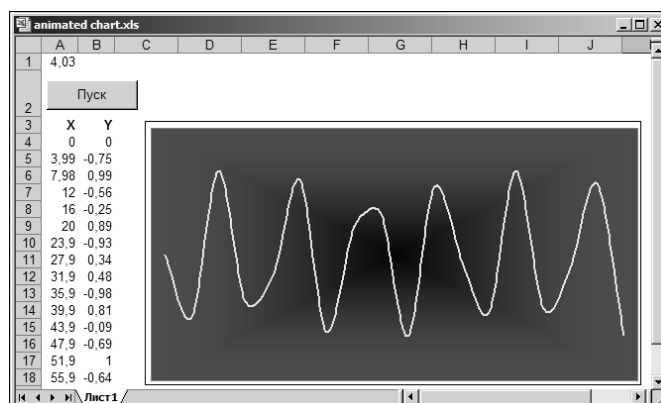 animated chart.xls
A B C D E F G H I J
1 4,03
2 Пуск
3 X Y
4 0 0
5 3,99 -0,75
6 7,98 0,99
7 12 -0,56
8 16 -0,25
9 20 0,89
10 23,9 -0,93
11 27,9 0,34
12 31,9 0,48
13 35,9 -0,98
14 39,9 0,81
15 43,9 -0,09
16 47,9 -0,69
17 51,9 1
18 55,9 -0,64
Лист1